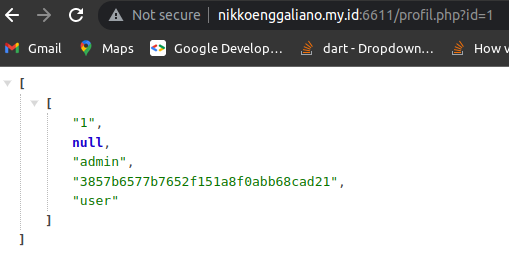 Not secure nikkoenggaliano.my.id:6611/profil.php?id=1
Gmail Maps Google Develop... dart - Dropdown... How v
[
[
"1",
null,
"admin",
"3857b6577b7652f151a8f0abb68cad21",
"user"
]
]